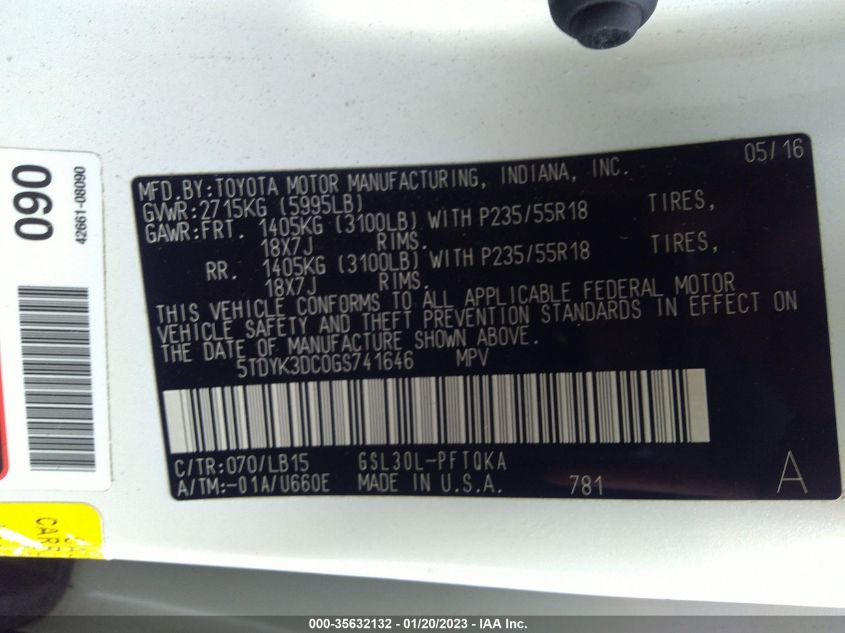 090
42661-08090
MFD.BY:TOYOTA MOTOR MANUFACTURING, INDIANA, INC. 05/16
GVWR:2715KG (5995LB)
GAWR:FRT. 1405KG (3100LB) WITH P235/55R18 TIRES,
18X7J RIMS.
RR. 1405KG (3100LB) WITH P235/55R18 TIRES,
18X7J RIMS.
THIS VEHICLE CONFORMS TO ALL APPLICABLE FEDERAL MOTOR
VEHICLE SAFETY AND THEFT PREVENTION STANDARDS IN EFFECT ON
THE DATE OF MANUFACTURE SHOWN ABOVE.
5TDYK3DC0GS741646 MPV
C/TR:070/LB15 GSL30L-PFTQKA
A/TM:-01A/U660E MADE IN U.S.A. 781 A
000-35632132 - 01/20/2023 - IAA Inc.